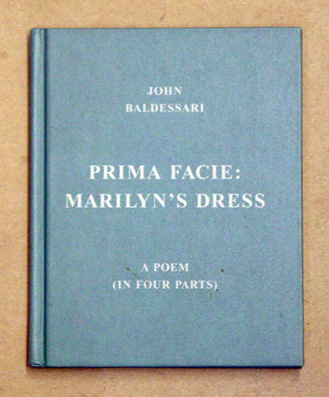 JOHN
BALDESSARI
PRIMA FACIE:
MARILYN'S DRESS
A POEM
(IN FOUR PARTS)